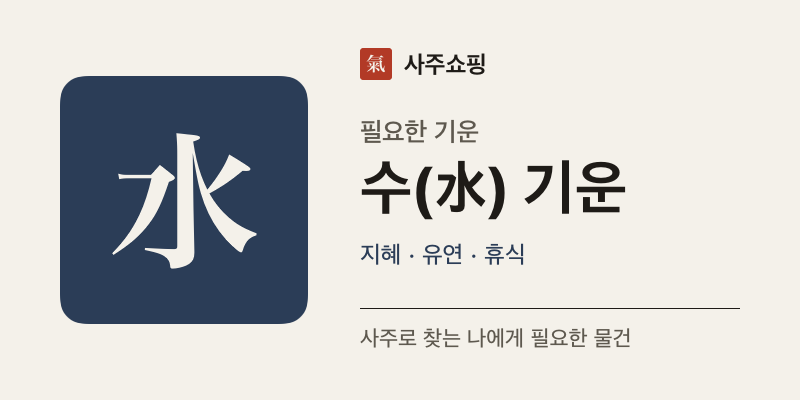 水
氣 사주쇼핑
필요한 기운
수(水) 기운
지혜 · 유연 · 휴식
사주로 찾는 나에게 필요한 물건